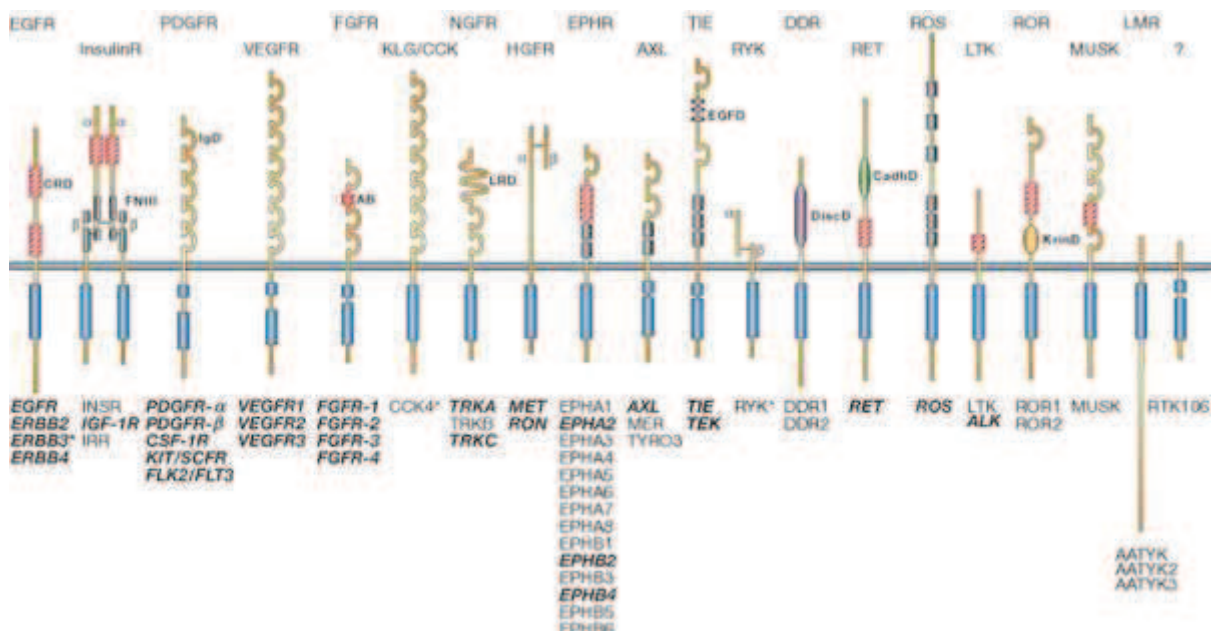 EGFR PDGFR FGFR NGFR EPHR TIE DDR ROS ROR LMR
InsulinR VEGFR KLG/CCK HGFR AXL RYK RET LTK MUSK ?
α α IgD EGFD
CRD FNIII AB LRD α β CadhD
β β DiscD KrinD
α β
EGFR
ERBB2
ERBB3*
ERBB4
INSR
IGF-1R
IRR
PDGFR-α
PDGFR-β
CSF-1R
KIT/SCFR
FLK2/FLT3
VEGFR1
VEGFR2
VEGFR3
FGFR-1
FGFR-2
FGFR-3
FGFR-4
CCK4*
TRKA
TRKB
TRKC
MET
RON
EPHA1
EPHA2
EPHA3
EPHA4
EPHA5
EPHA6
EPHA7
EPHA8
EPHB1
EPHB2
EPHB3
EPHB4
EPHB5
EPHB6
AXL
MER
TYRO3
TIE
TEK
RYK*
DDR1
DDR2
RET
ROS
LTK
ALK
ROR1
ROR2
MUSK
AATYK
AATYK2
AATYK3
RTK106